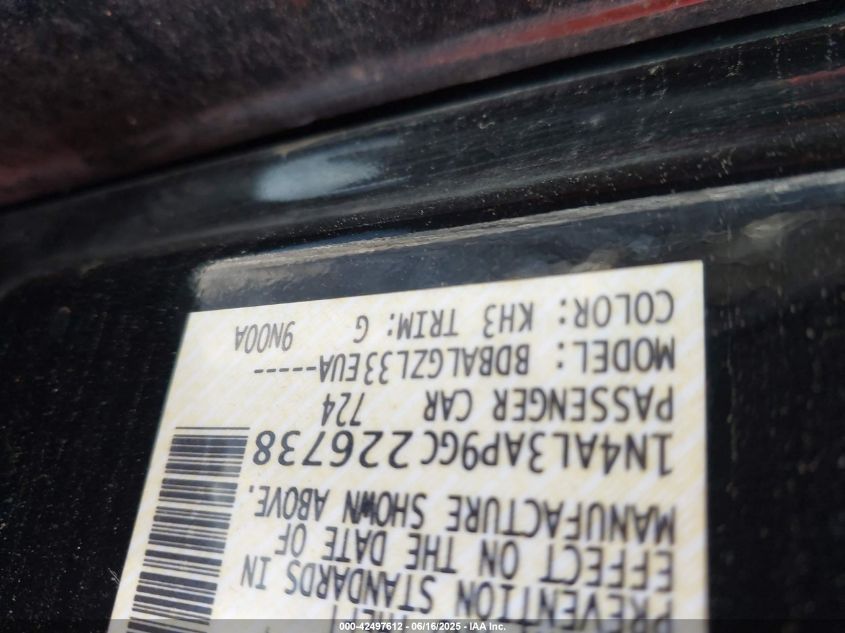 PREVENTION STANDARDS IN
EFFECT ON THE DATE OF
MANUFACTURE SHOWN ABOVE.
1N4AL3AP9GC226738
PASSENGER CAR 724
MODEL: BDBALGZL33EUA-----
COLOR: KH3 TRIM: G 9N00A
000-42497612 - 06/16/2025 - IAA Inc.